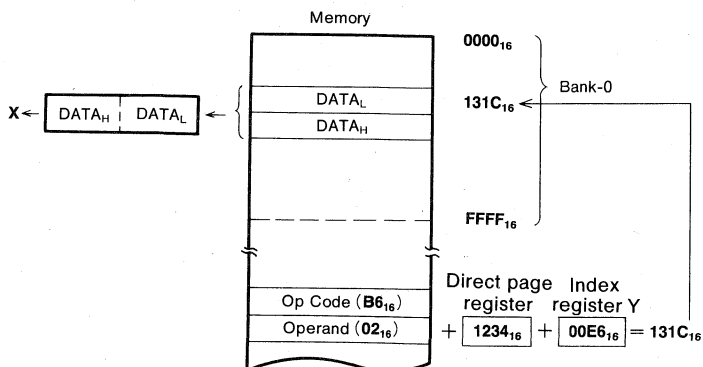 Memory
0000₁₆
Bank-0
X ← DATA_H DATA_L ← DATA_L 131C₁₆
DATA_H
FFFF₁₆
Direct page Index
register register Y
Op Code (B6₁₆)
Operand (02₁₆) + 1234₁₆ + 00E6₁₆ = 131C₁₆